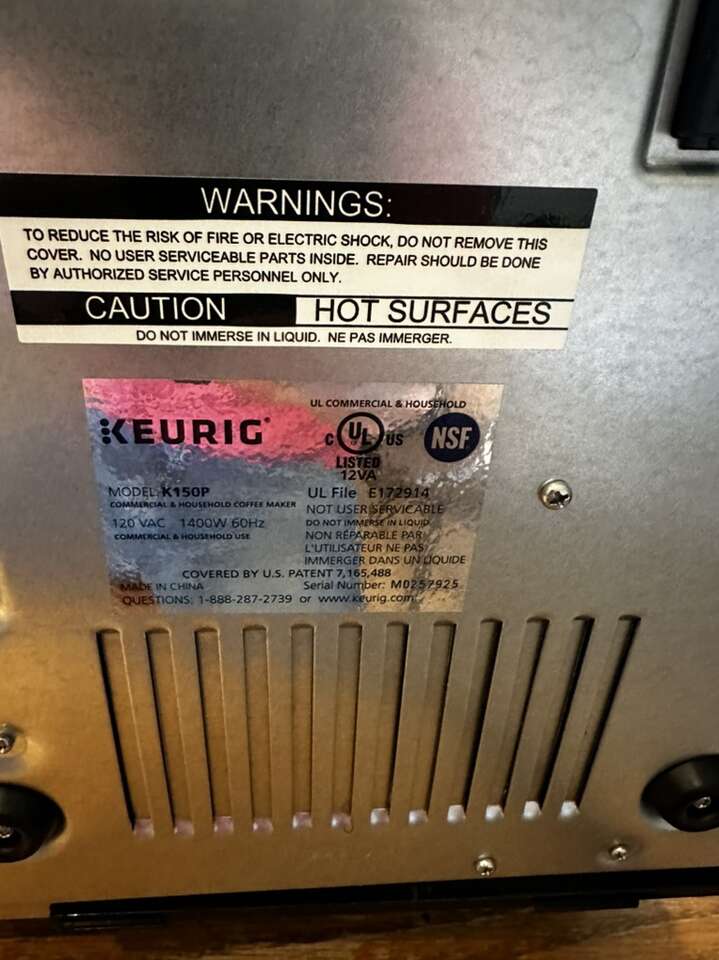 WARNINGS:
TO REDUCE THE RISK OF FIRE OR ELECTRIC SHOCK, DO NOT REMOVE THIS
COVER. NO USER SERVICEABLE PARTS INSIDE. REPAIR SHOULD BE DONE
BY AUTHORIZED SERVICE PERSONNEL ONLY.
CAUTION HOT SURFACES
DO NOT IMMERSE IN LIQUID. NE PAS IMMERGER.
UL COMMERCIAL & HOUSEHOLD
KEURIG
C UL US NSF
LISTED
12VA
MODEL: K150P
COMMERCIAL & HOUSEHOLD COFFEE MAKER
120 VAC 1400W 60Hz
COMMERCIAL & HOUSEHOLD USE
UL File E172914
NOT USER SERVICABLE
DO NOT IMMERSE IN LIQUID
NON RÉPARABLE PAR
L'UTILISATEUR NE PAS
IMMERGER DANS UN LIQUIDE
COVERED BY U.S. PATENT 7,165,488
MADE IN CHINA Serial Number: M0257925
QUESTIONS: 1-888-287-2739 or www.keurig.com